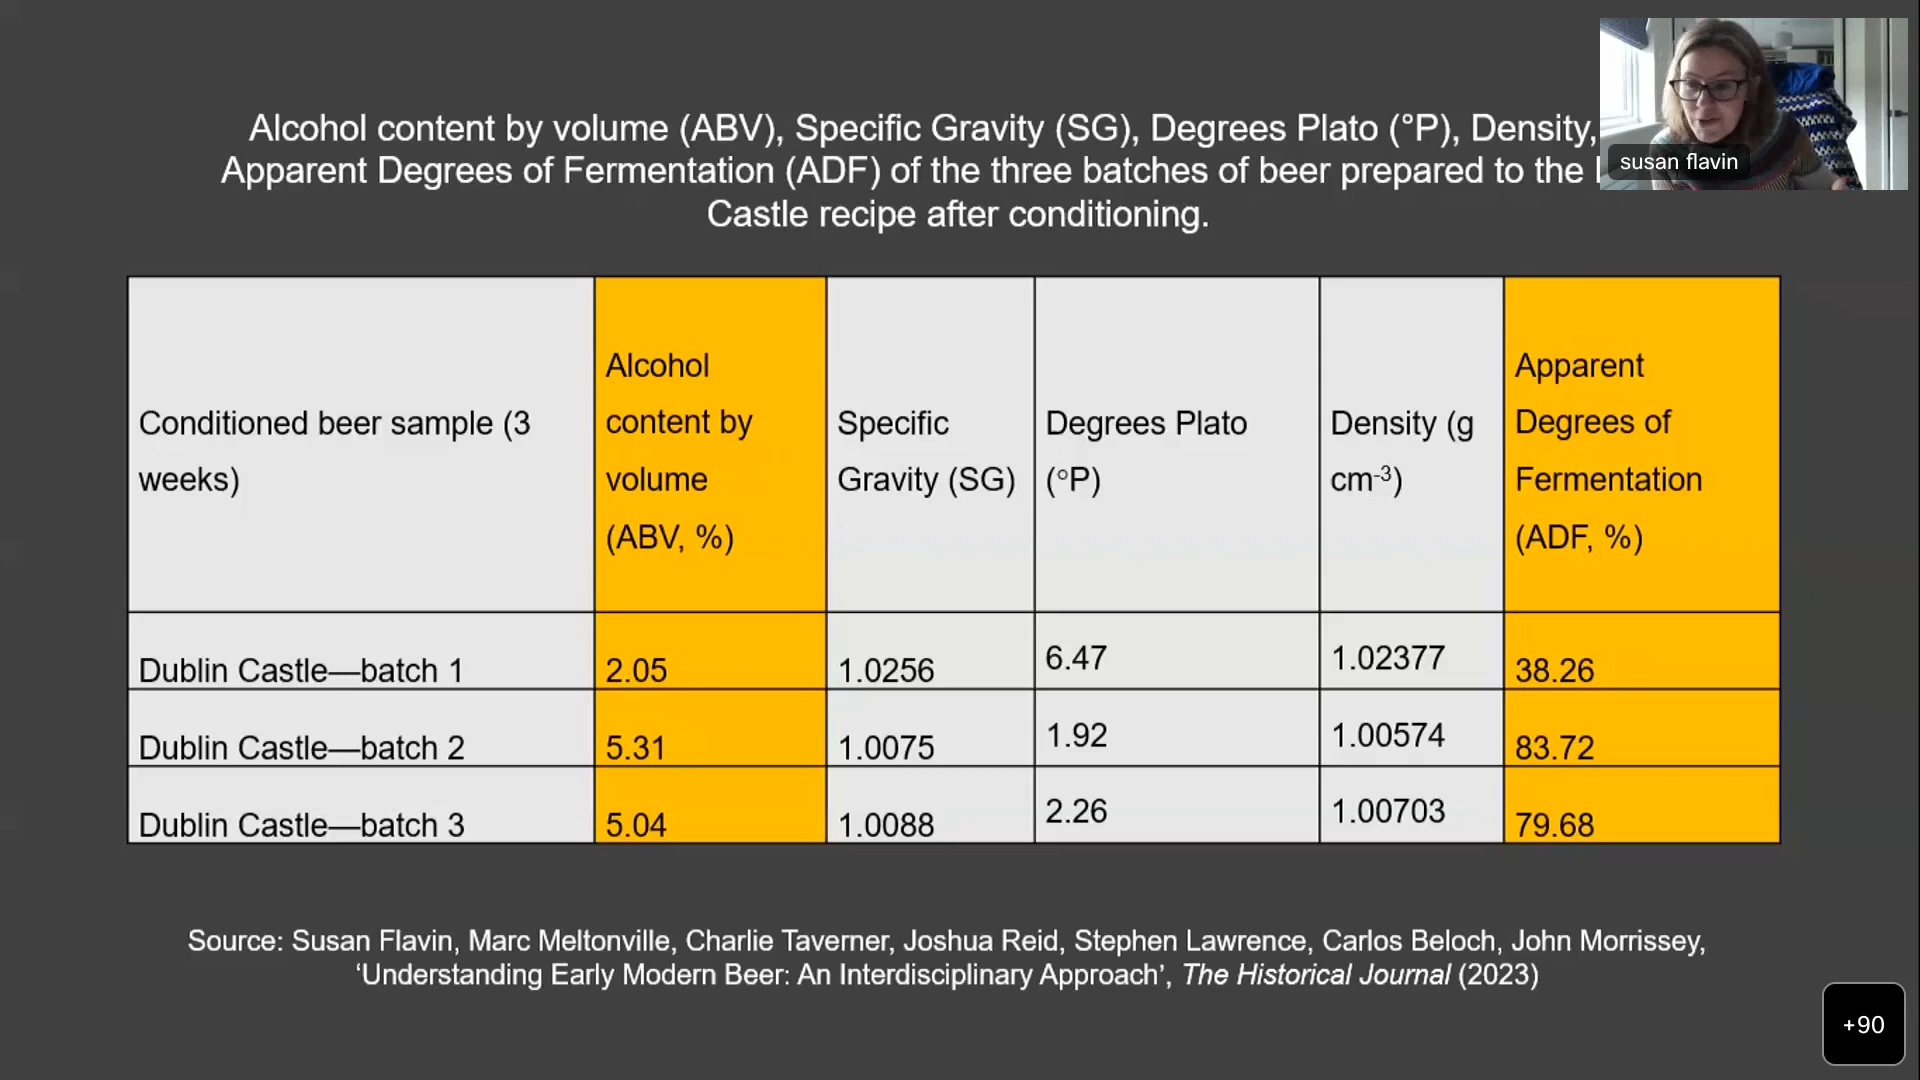 Alcohol content by volume (ABV), Specific Gravity (SG), Degrees Plato (°P), Density,
Apparent Degrees of Fermentation (ADF) of the three batches of beer prepared to the
Castle recipe after conditioning.
susan flavin
Conditioned beer sample (3
weeks)
Alcohol
content by
volume
(ABV, %)
Specific
Gravity (SG)
Degrees Plato
(°P)
Density (g
cm-3)
Apparent
Degrees of
Fermentation
(ADF, %)
Dublin Castle—batch 1 2.05 1.0256 6.47 1.02377 38.26
Dublin Castle—batch 2 5.31 1.0075 1.92 1.00574 83.72
Dublin Castle—batch 3 5.04 1.0088 2.26 1.00703 79.68
Source: Susan Flavin, Marc Meltonville, Charlie Taverner, Joshua Reid, Stephen Lawrence, Carlos Beloch, John Morrissey,
‘Understanding Early Modern Beer: An Interdisciplinary Approach’, The Historical Journal (2023)
+90